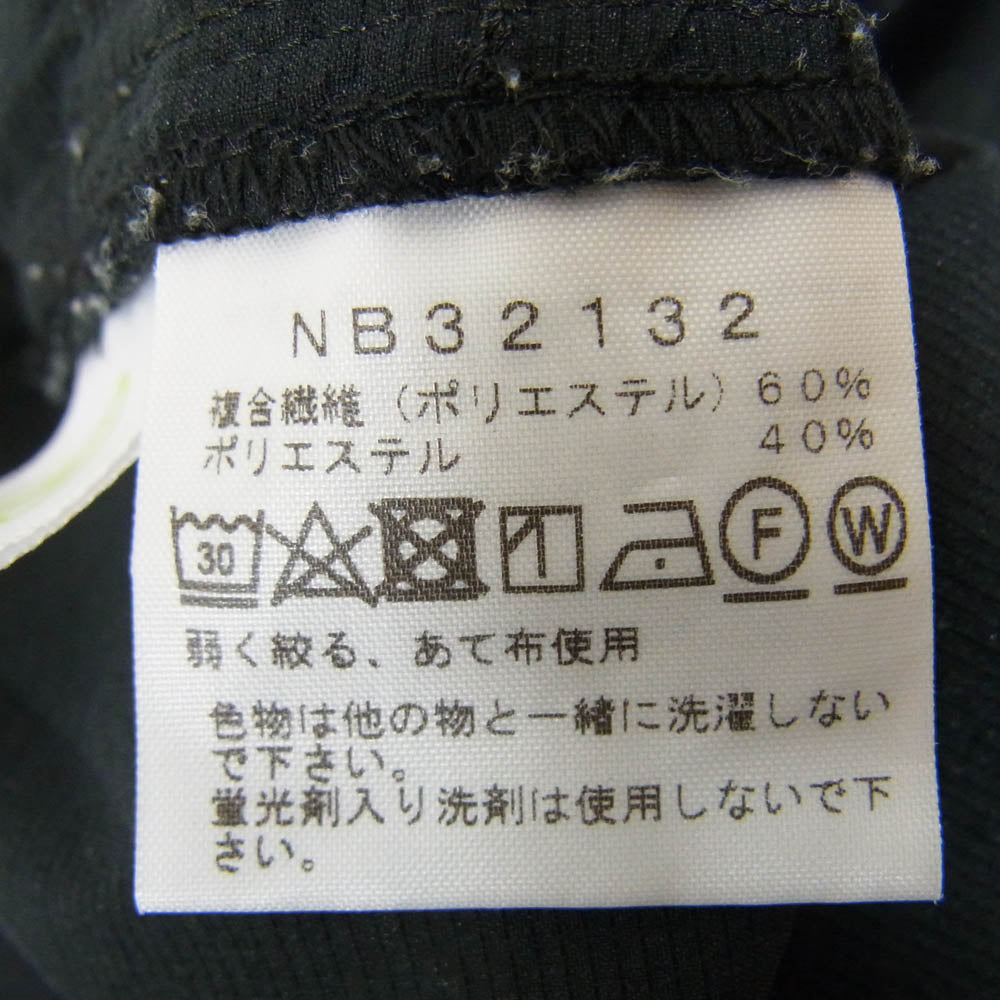 NB32132
複合繊維（ポリエステル）60%
ポリエステル 40%
30 F W
弱く絞る、あて布使用
色物は他の物と一緒に洗濯しない
で下さい。
蛍光剤入り洗剤は使用しないで下
さい。